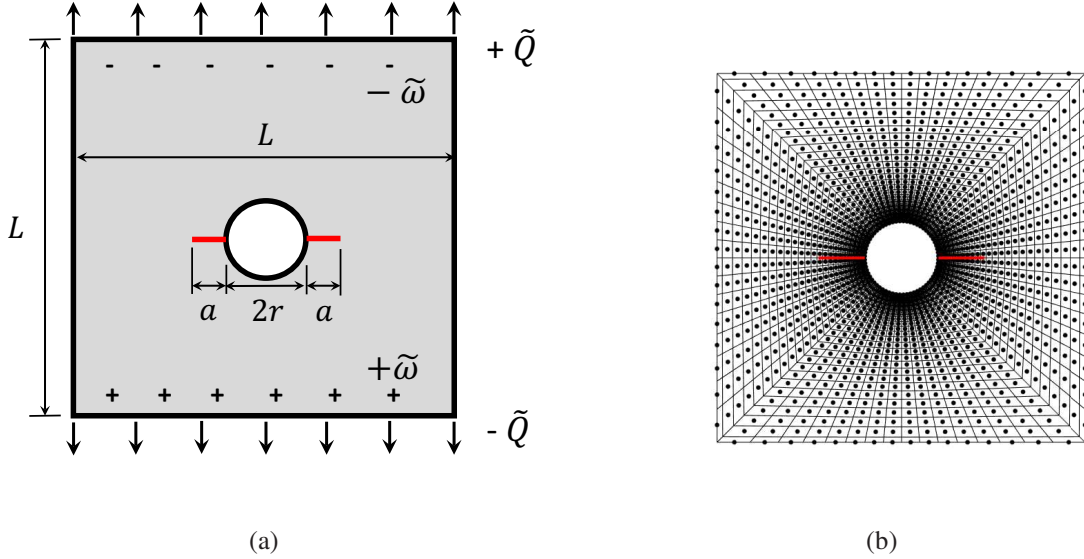 + Q̃
- - - - - -
− ω̃
L
L
a 2r a
+ω̃
+ + + + + +
- Q̃
(a) (b)